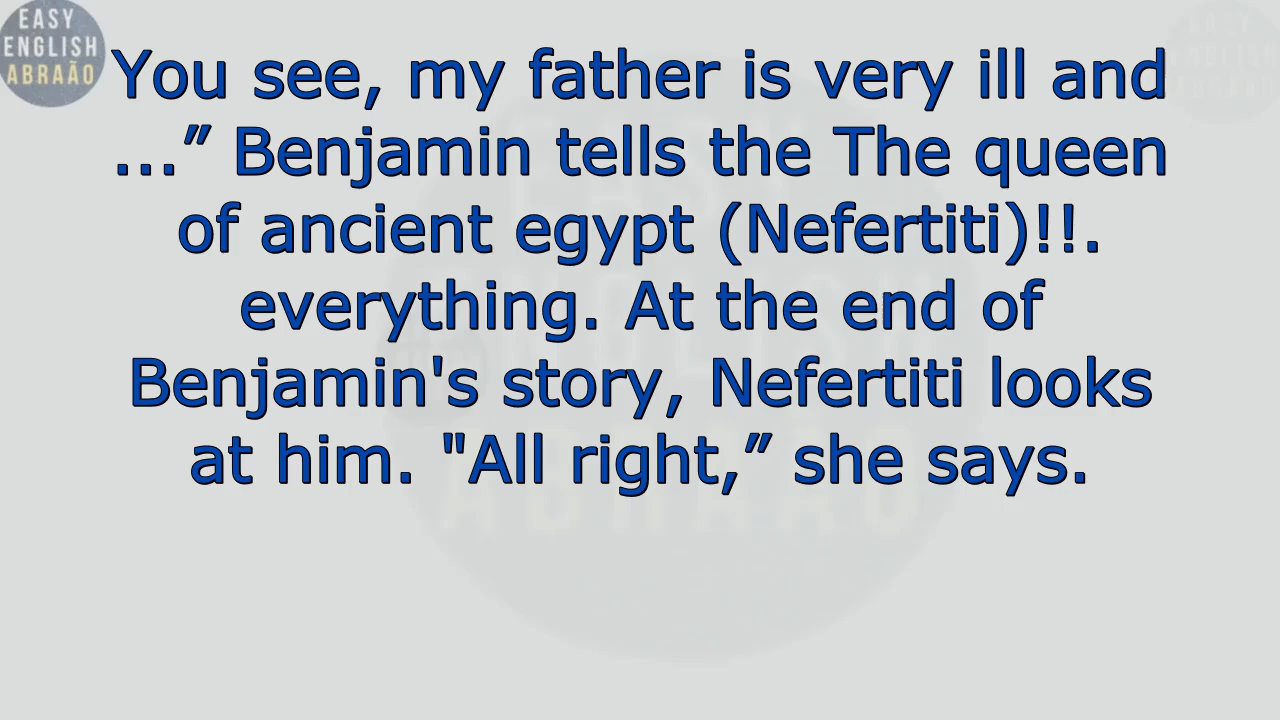 EASY
ENGLISH
ABRAÃO
You see, my father is very ill and
...” Benjamin tells the The queen
of ancient egypt (Nefertiti)!!.
everything. At the end of
Benjamin's story, Nefertiti looks
at him. "All right,” she says.